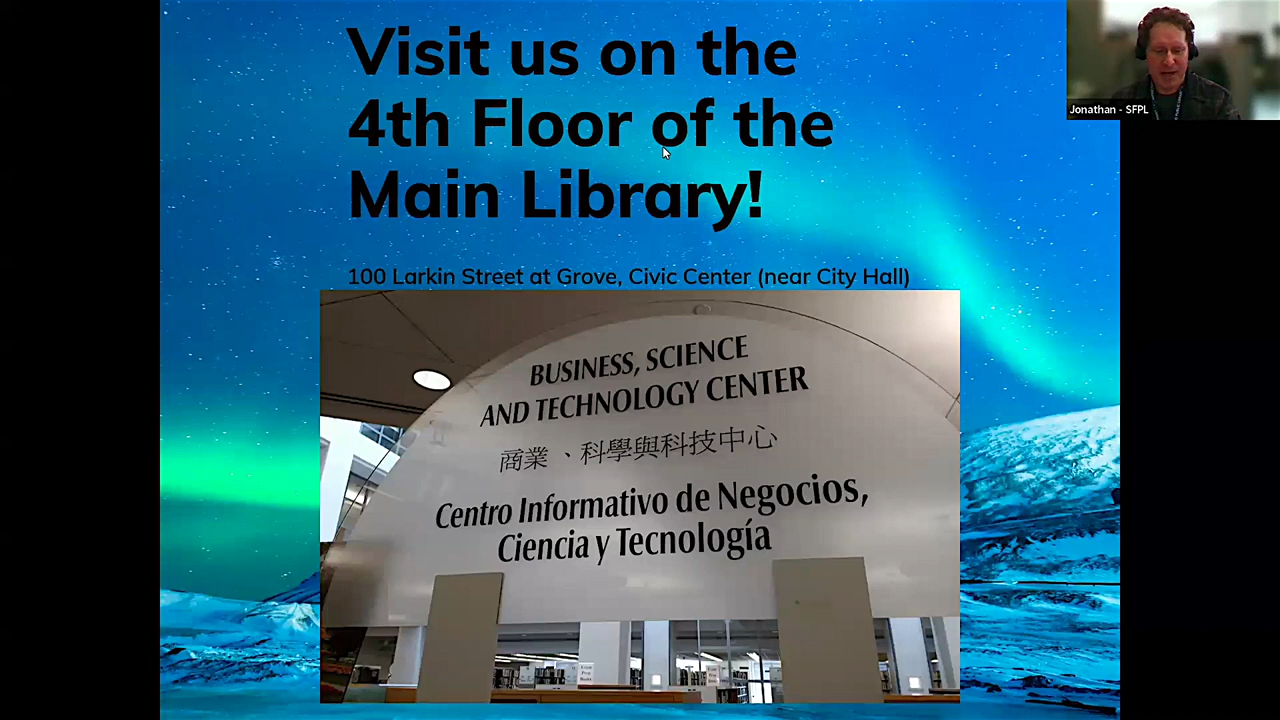 Visit us on the
4th Floor of the
Main Library!
100 Larkin Street at Grove, Civic Center (near City Hall)
Jonathan - SFPL
BUSINESS, SCIENCE
AND TECHNOLOGY CENTER
商業、科學與科技中心
Centro Informativo de Negocios,
Ciencia y Tecnología